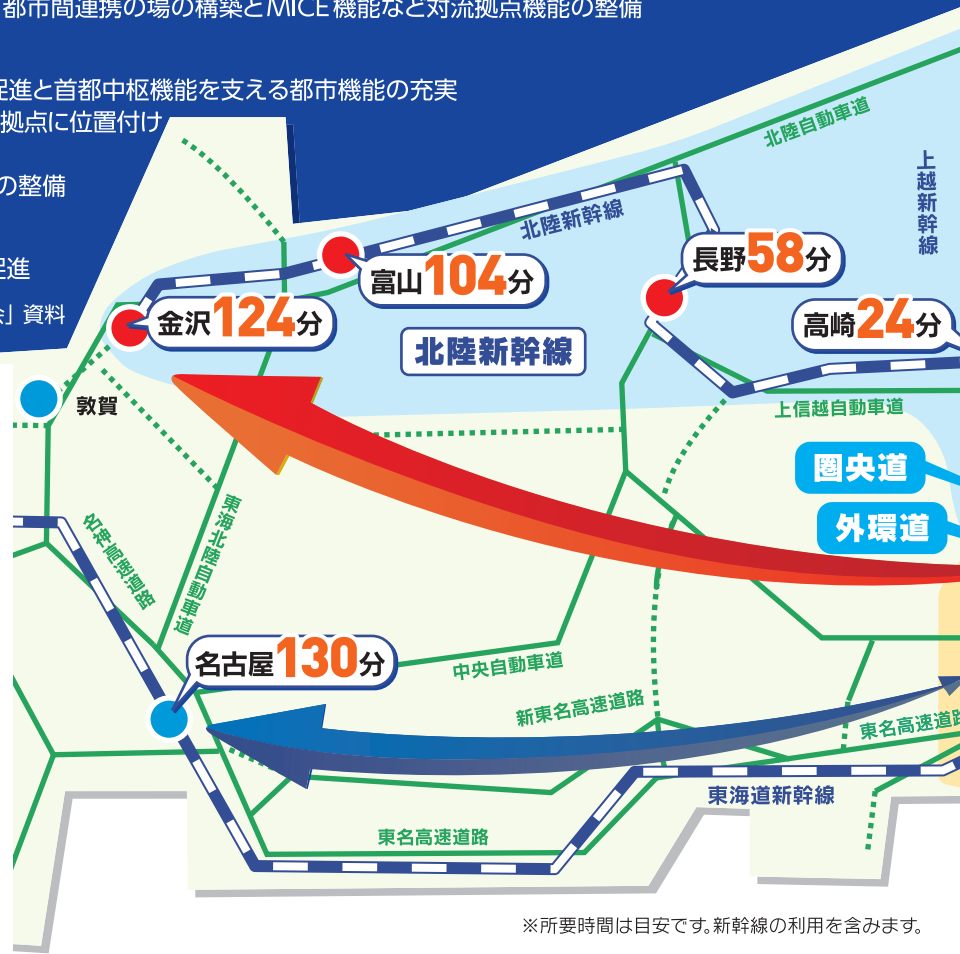 都市間連携の場の構築とMICE機能など対流拠点機能の整備
促進と首都中枢機能を支える都市機能の充実
拠点に位置付け
の整備
促進
会」資料
北陸自動車道
上越新幹線
北陸新幹線
長野58分
富山104分
金沢124分
高崎24分
北陸新幹線
敦賀
上信越自動車道
圏央道
外環道
名神高速道路
東海北陸自動車道
名古屋130分
中央自動車道
新東名高速道路
東名高速道路
東海道新幹線
東名高速道路
※所要時間は目安です。新幹線の利用を含みます。